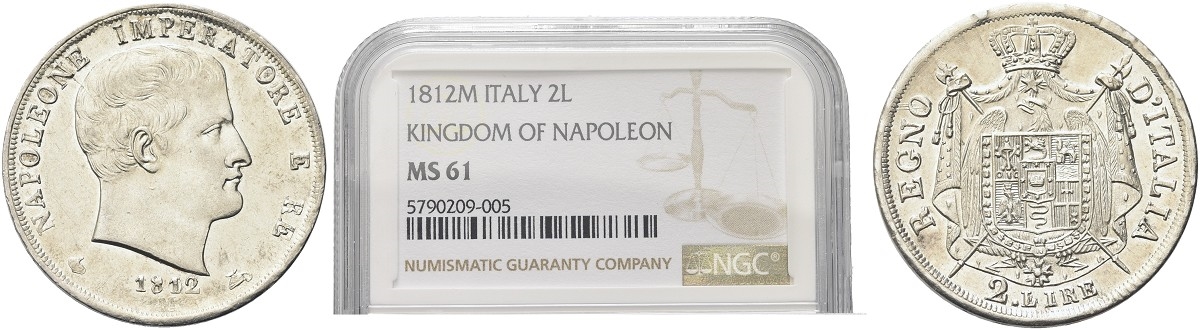 NAPOLEONE IMPERATORE E RE
1812
1812M ITALY 2L
KINGDOM OF NAPOLEON
MS 61
5790209-005
NUMISMATIC GUARANTY COMPANY
NGC®
REGNO D'ITALIA
2.LIRE